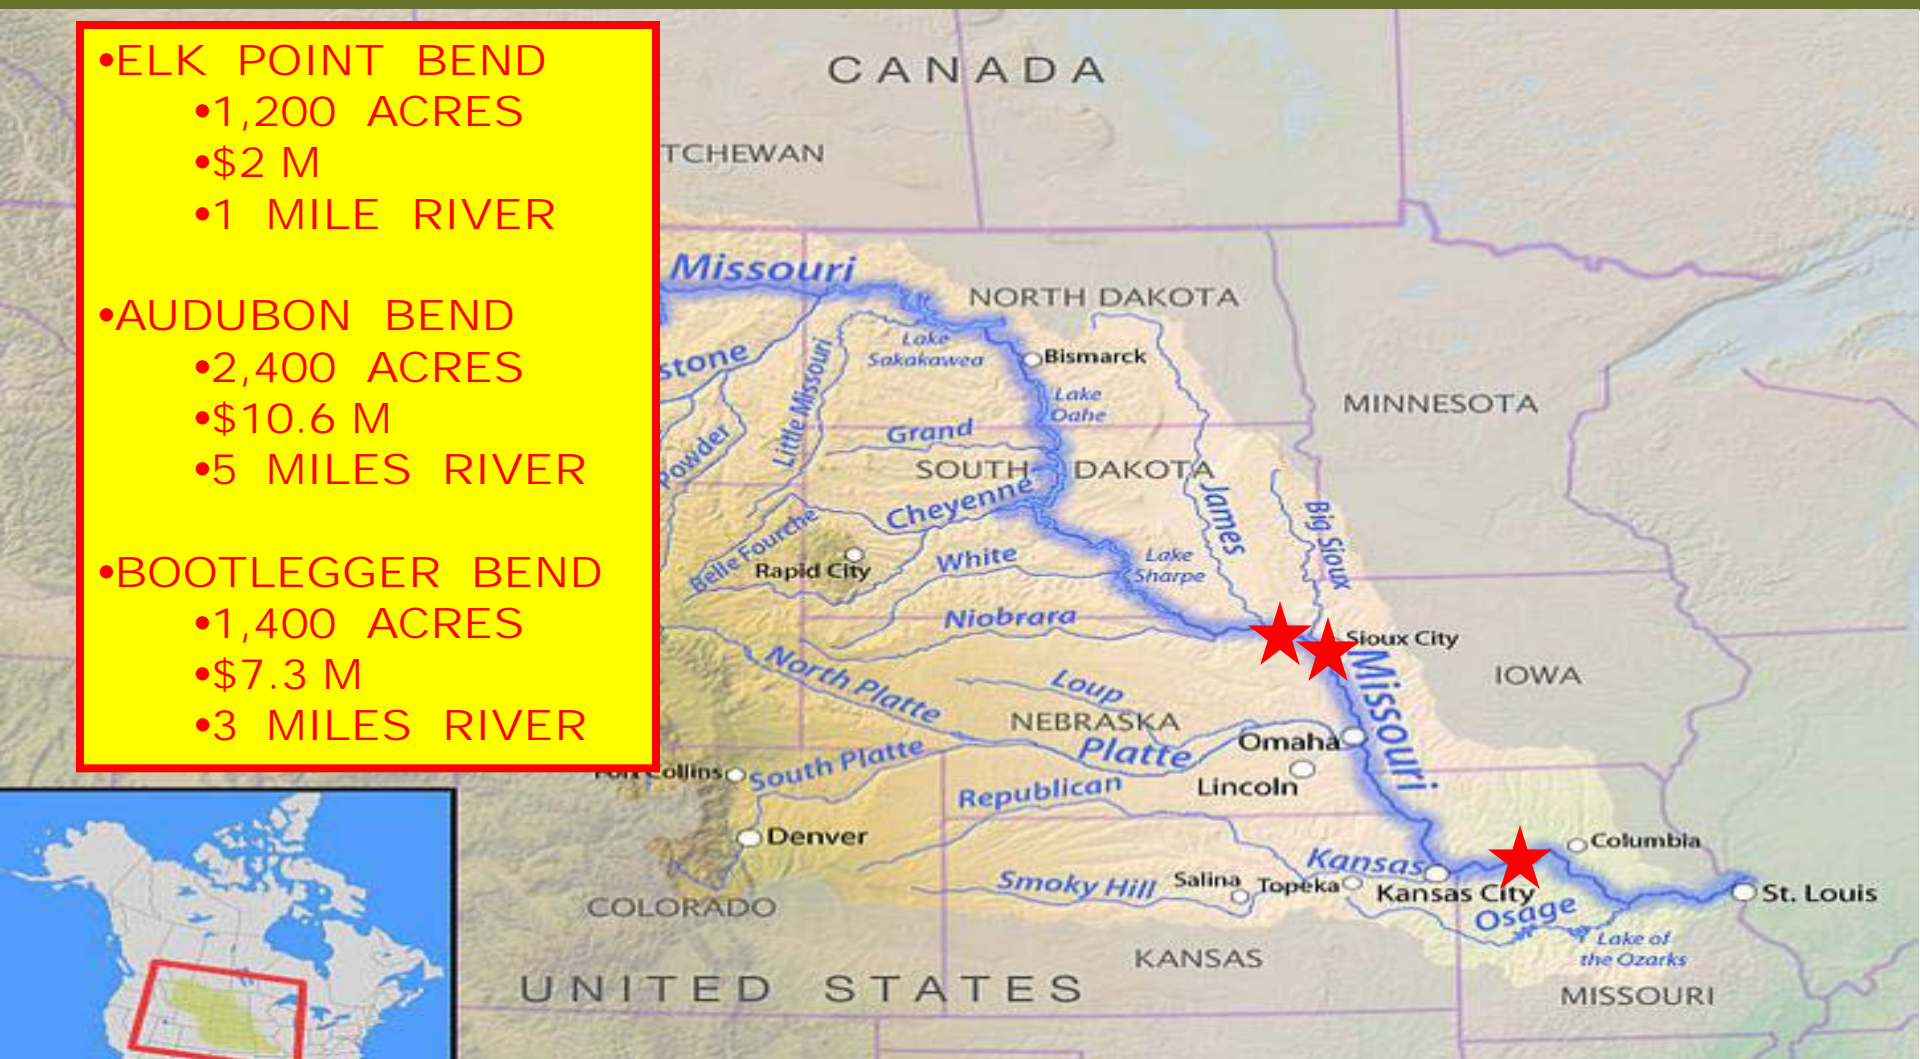 •ELK POINT BEND
•1,200 ACRES
•$2 M
•1 MILE RIVER
•AUDUBON BEND
•2,400 ACRES
•$10.6 M
•5 MILES RIVER
•BOOTLEGGER BEND
•1,400 ACRES
•$7.3 M
•3 MILES RIVER
CANADA
TCHEWAN
Missouri
NORTH DAKOTA
Lake
Sakakawea
Bismarck
stone
Little Missouri
Lake
Oahe
MINNESOTA
Powder
Grand
SOUTH DAKOTA
Cheyenne
James
Big Sioux
Belle Fourche
Rapid City
White
Lake
Sharpe
Niobrara
Sioux City
Missouri
IOWA
North Platte
Loup
NEBRASKA
Platte
Omaha
Collins
South Platte
Republican
Lincoln
Denver
Columbia
Kansas
Smoky Hill
Salina
Topeka
Kansas City
St. Louis
COLORADO
Osage
Lake of
the Ozarks
KANSAS
UNITED STATES
MISSOURI